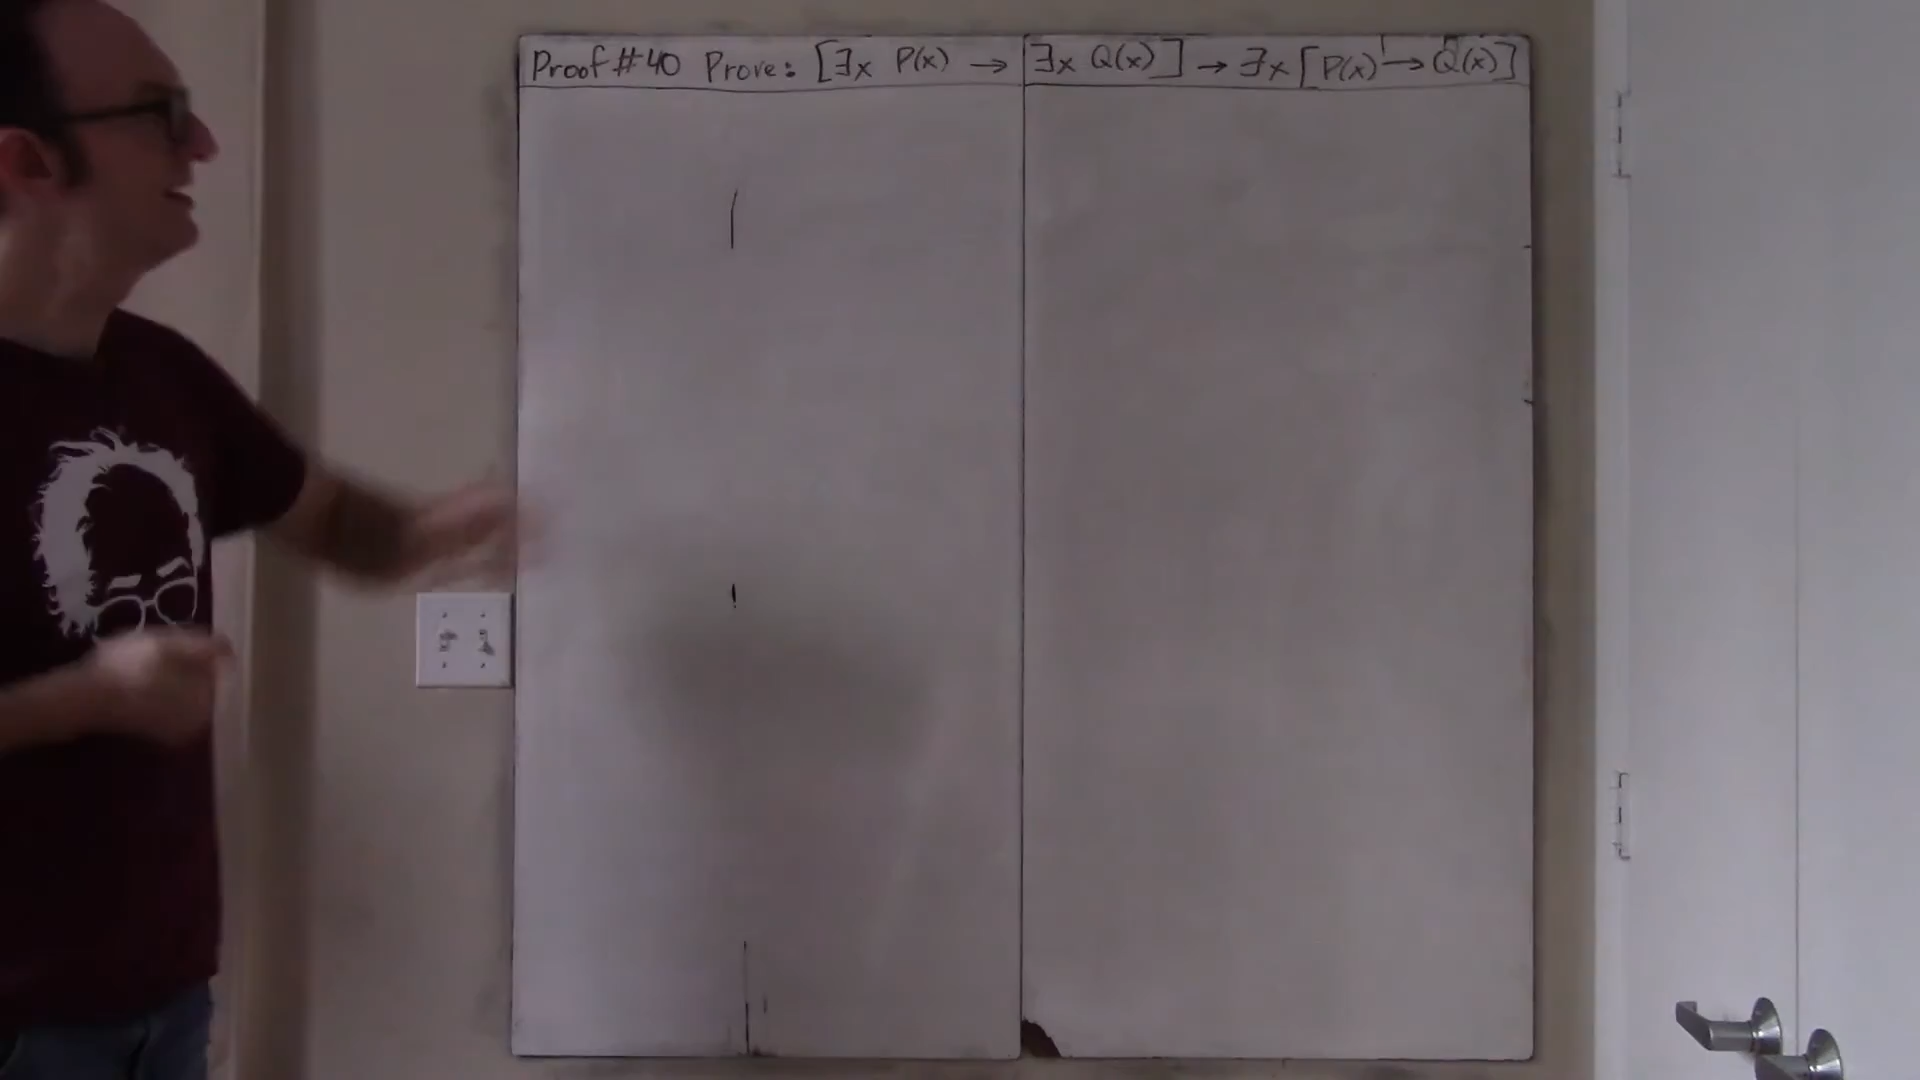 Proof #40 Prove: [∃x P(x) → ∃x Q(x)] → ∃x [P(x) → Q(x)]